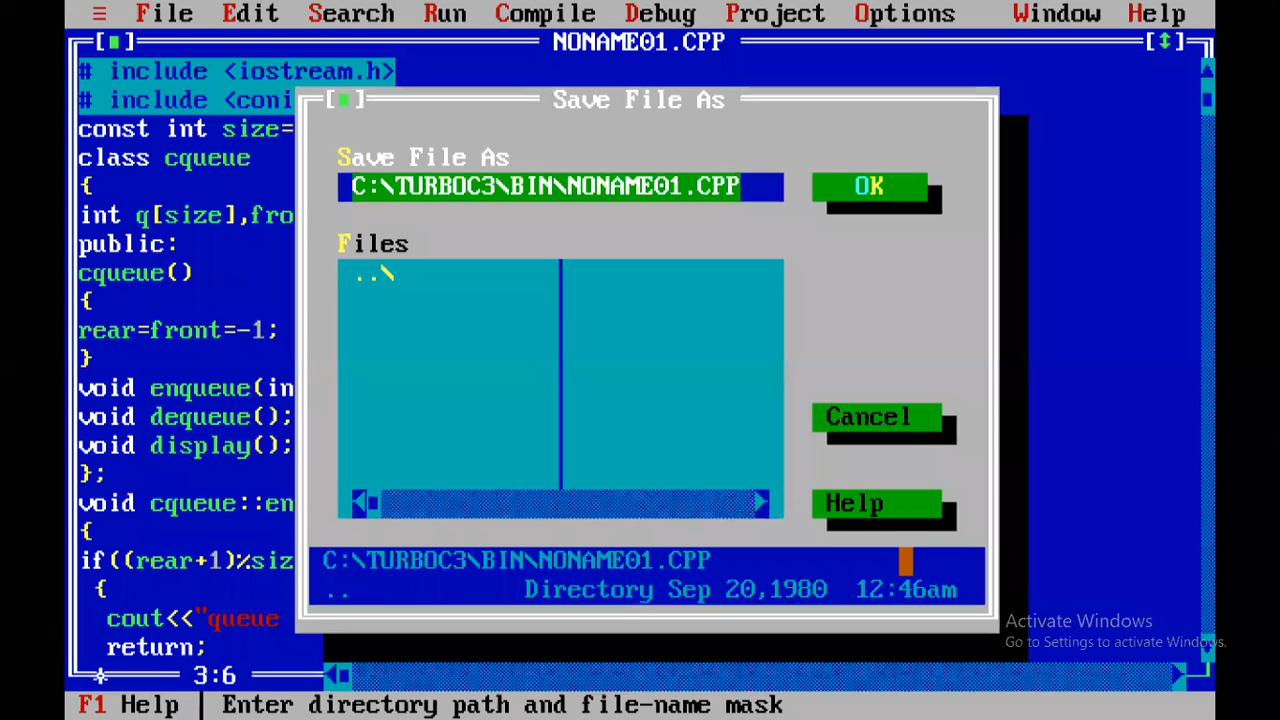 ≡ File Edit Search Run Compile Debug Project Options Window Help
[■] NONAME01.CPP [↕]
# include <iostream.h>
# include <coni
const int size=
class cqueue
{
int q[size],fro
public:
cqueue()
{
rear=front=-1;
}
void enqueue(in
void dequeue();
void display();
};
void cqueue::en
{
if((rear+1)%siz
{
cout<<"queue
return;
3:6
[■] Save File As
Save File As
C:\TURBOC3\BIN\NONAME01.CPP
OK
Files
..\
Cancel
Help
C:\TURBOC3\BIN\NONAME01.CPP
.. Directory Sep 20,1980 12:46am
Activate Windows
Go to Settings to activate Windows.
F1 Help │ Enter directory path and file-name mask